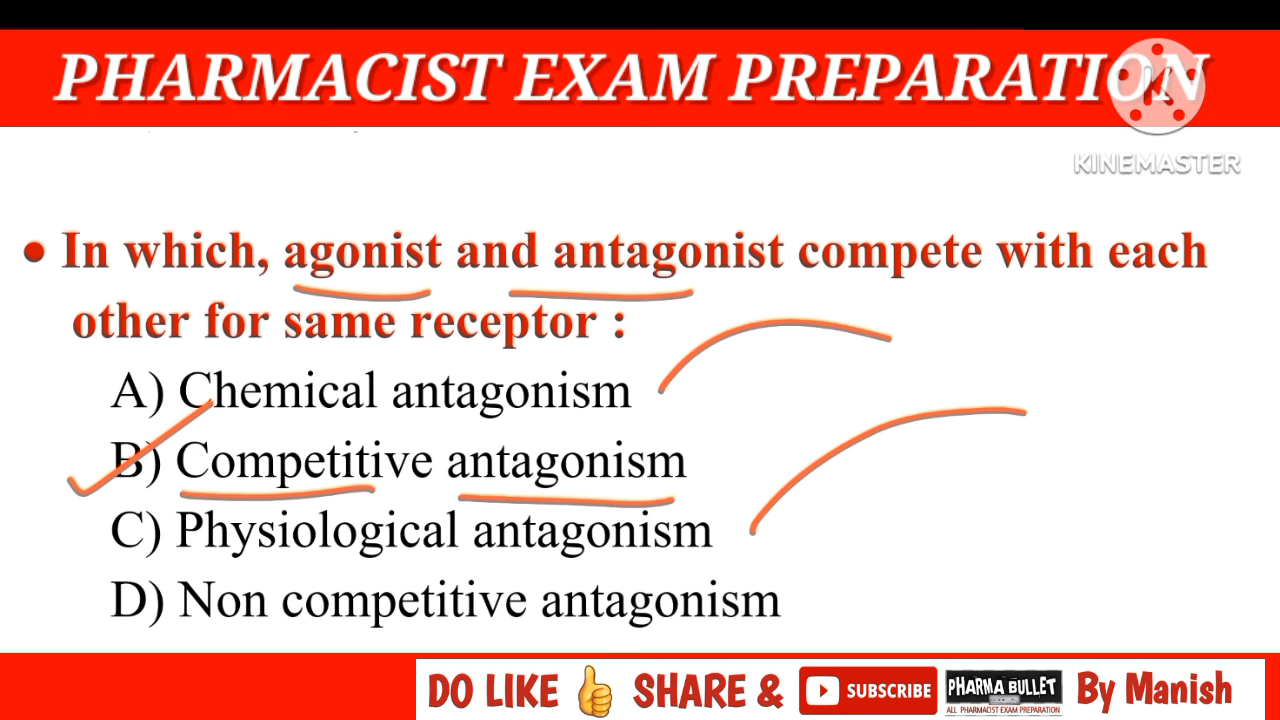 PHARMACIST EXAM PREPARATION
KINEMASTER
• In which, agonist and antagonist compete with each
other for same receptor :
A) Chemical antagonism
B) Competitive antagonism
C) Physiological antagonism
D) Non competitive antagonism
DO LIKE 👍 SHARE & SUBSCRIBE PHARMA BULLET By Manish
ALL PHARMACIST EXAM PREPARATION